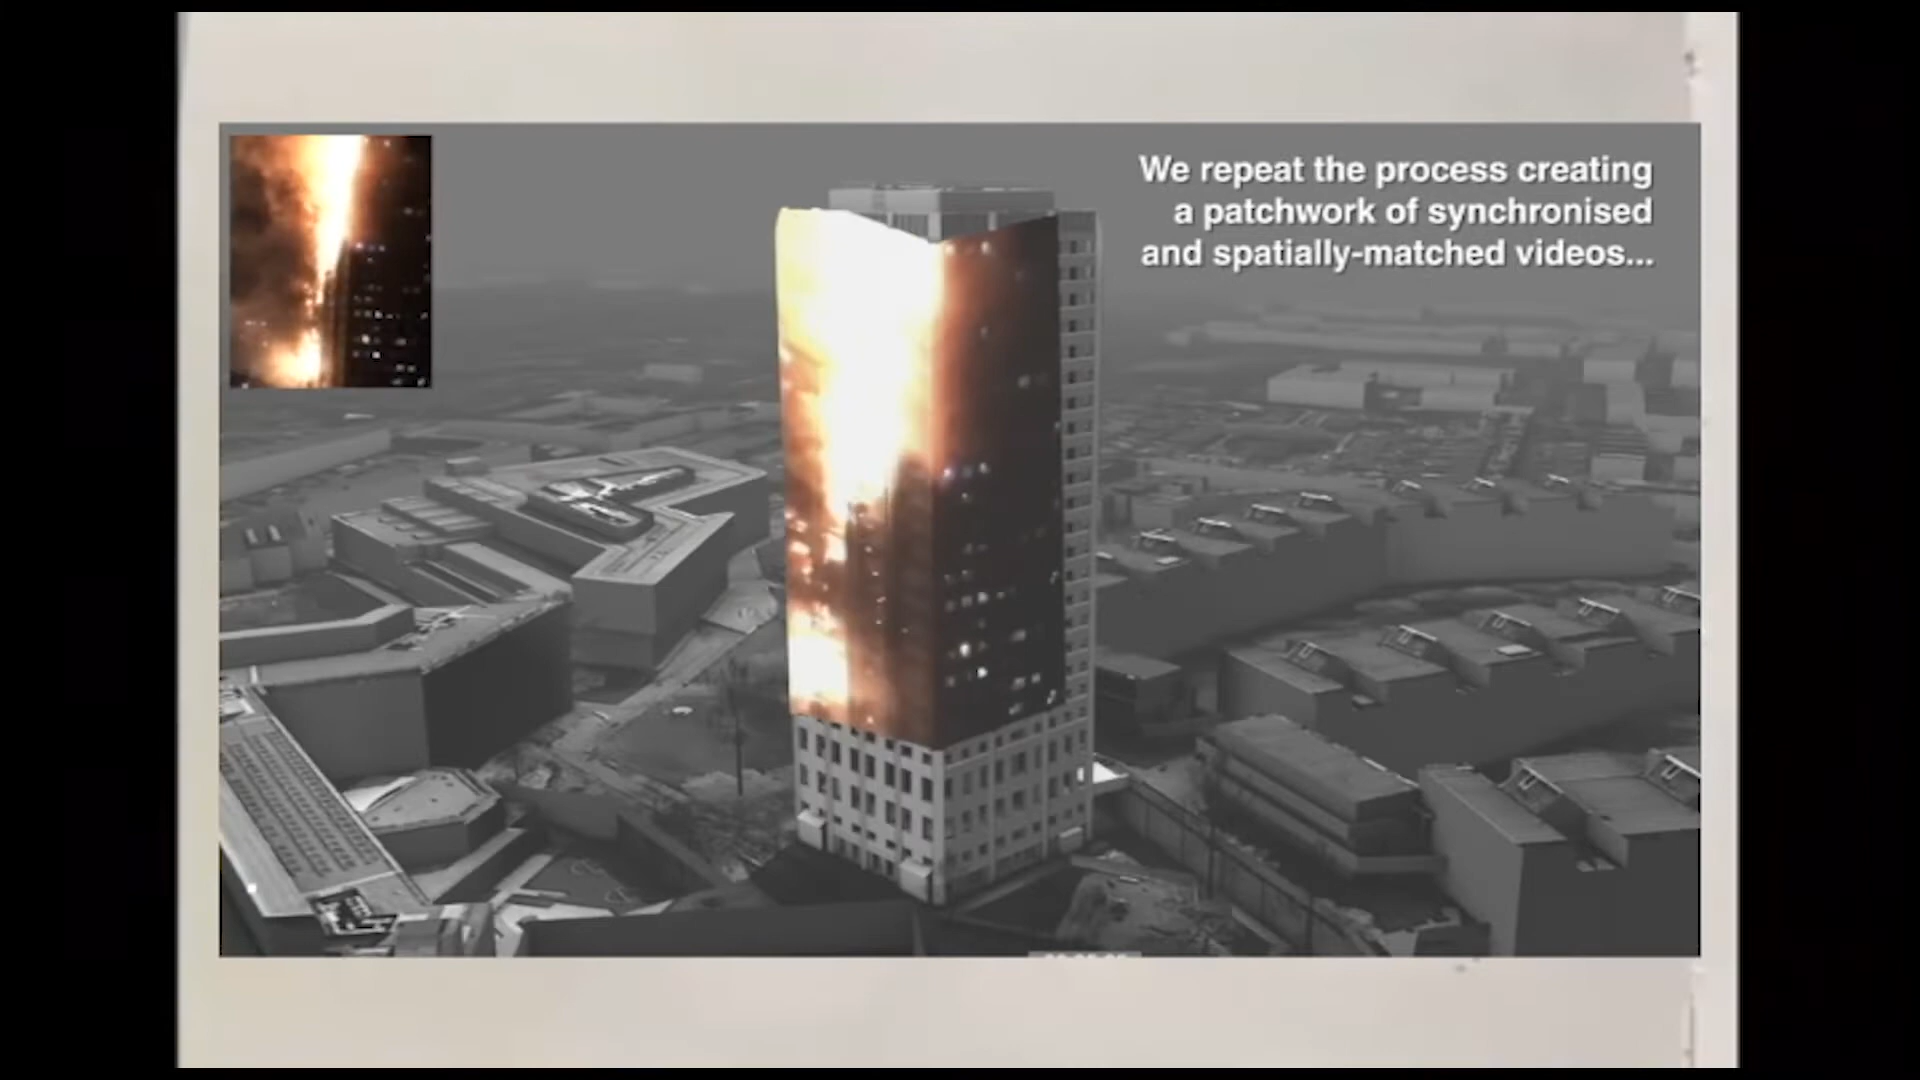 We repeat the process creating
a patchwork of synchronised
and spatially-matched videos...